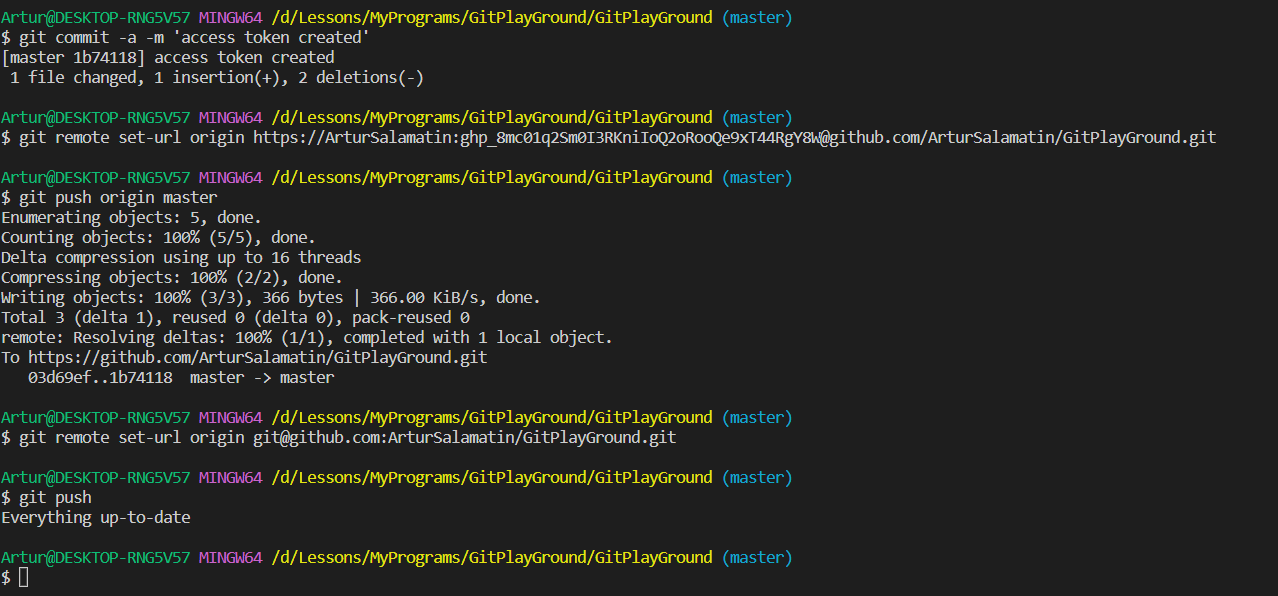 Artur@DESKTOP-RNG5V57 MINGW64 /d/Lessons/MyPrograms/GitPlayGround/GitPlayGround (master)
$ git commit -a -m 'access token created'
[master 1b74118] access token created
1 file changed, 1 insertion(+), 2 deletions(-)
Artur@DESKTOP-RNG5V57 MINGW64 /d/Lessons/MyPrograms/GitPlayGround/GitPlayGround (master)
$ git remote set-url origin https://ArturSalamatin:[access token omitted]@github.com/ArturSalamatin/GitPlayGround.git
Artur@DESKTOP-RNG5V57 MINGW64 /d/Lessons/MyPrograms/GitPlayGround/GitPlayGround (master)
$ git push origin master
Enumerating objects: 5, done.
Counting objects: 100% (5/5), done.
Delta compression using up to 16 threads
Compressing objects: 100% (2/2), done.
Writing objects: 100% (3/3), 366 bytes | 366.00 KiB/s, done.
Total 3 (delta 1), reused 0 (delta 0), pack-reused 0
remote: Resolving deltas: 100% (1/1), completed with 1 local object.
To https://github.com/ArturSalamatin/GitPlayGround.git
03d69ef..1b74118 master -> master
Artur@DESKTOP-RNG5V57 MINGW64 /d/Lessons/MyPrograms/GitPlayGround/GitPlayGround (master)
$ git remote set-url origin git@github.com:ArturSalamatin/GitPlayGround.git
Artur@DESKTOP-RNG5V57 MINGW64 /d/Lessons/MyPrograms/GitPlayGround/GitPlayGround (master)
$ git push
Everything up-to-date
Artur@DESKTOP-RNG5V57 MINGW64 /d/Lessons/MyPrograms/GitPlayGround/GitPlayGround (master)
$